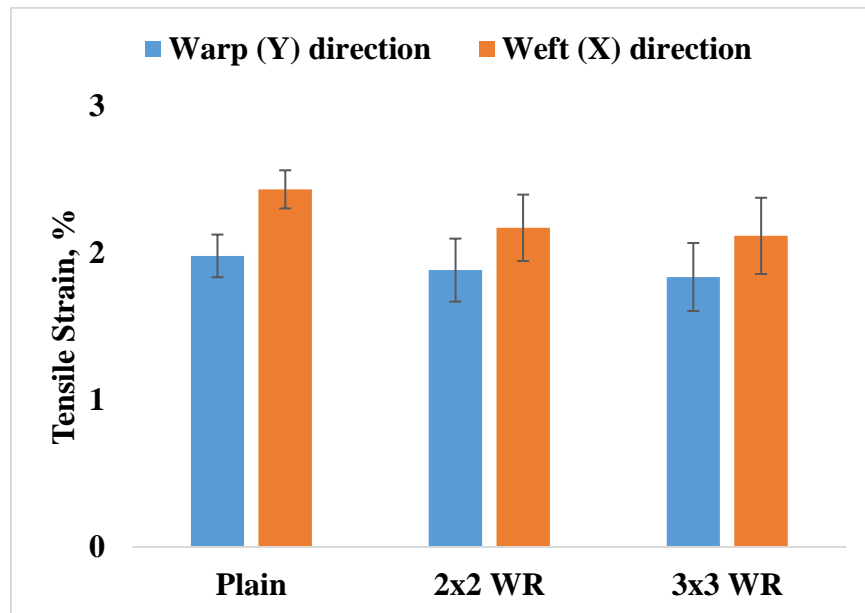 Warp (Y) direction Weft (X) direction
3
2
1
0
Tensile Strain, %
Plain 2x2 WR 3x3 WR